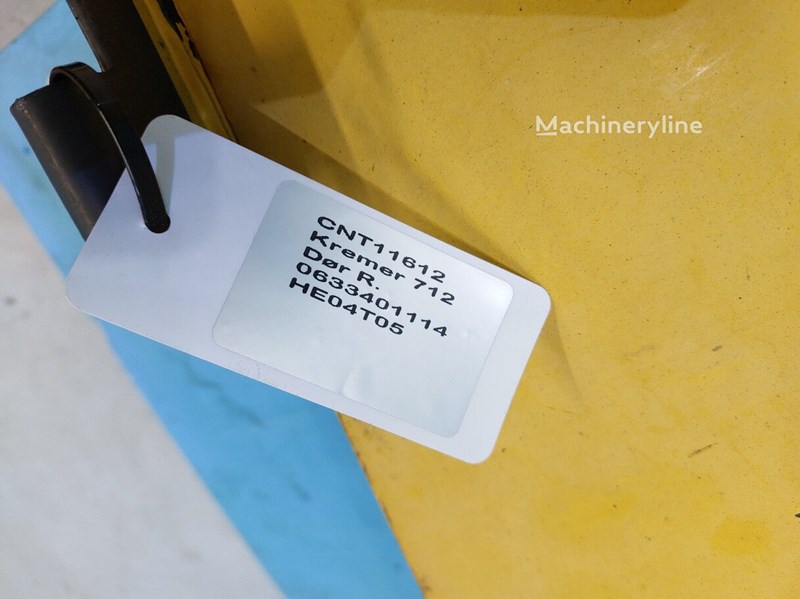 Machineryline
CNT11612
Kremer 712
Dør R.
0633401114
HE04T05